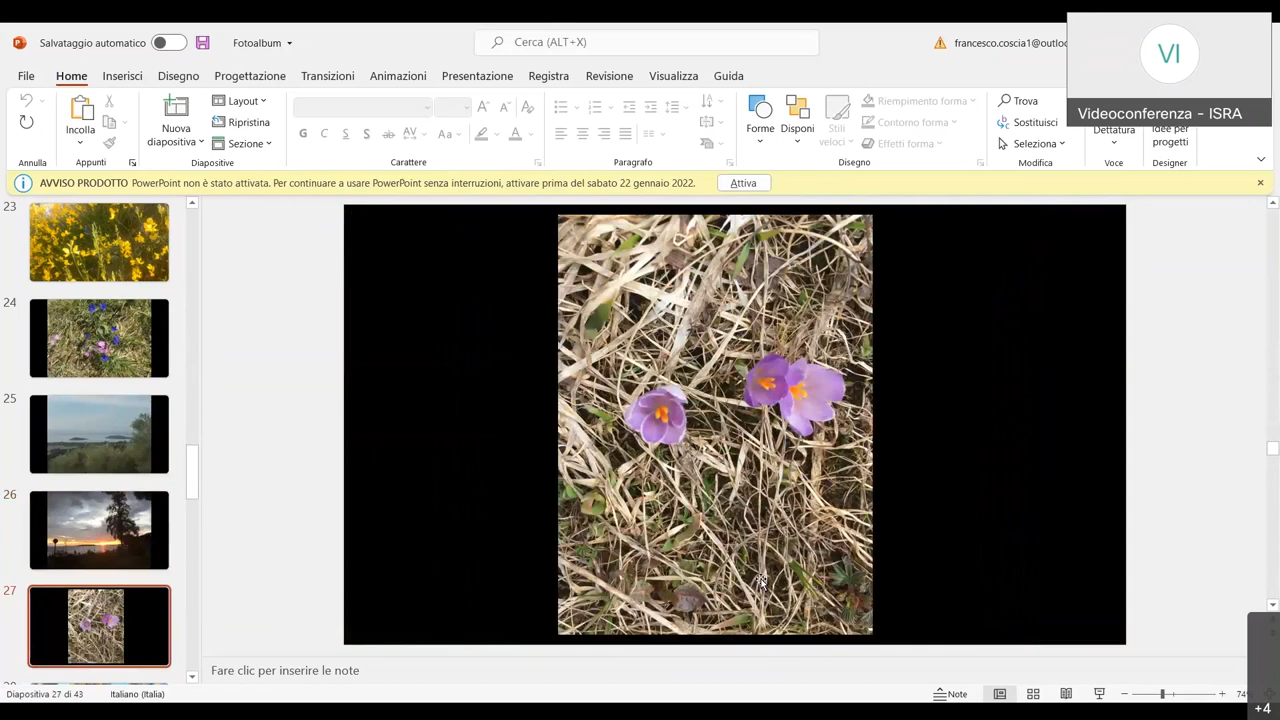 Salvataggio automatico
Fotoalbum
Cerca (ALT+X)
francesco.coscia1@outloo
VI
Videoconferenza - ISRA
File Home Inserisci Disegno Progettazione Transizioni Animazioni Presentazione Registra Revisione Visualizza Guida
Annulla
Incolla
Appunti
Nuova
diapositiva
Layout
Ripristina
Sezione
Diapositive
G C S S ab AV Aa A
Carattere
Paragrafo
Forme
Disponi
Stili
veloci
Riempimento forma
Contorno forma
Effetti forma
Disegno
Trova
Sostituisci
Seleziona
Modifica
Dettatura
Voce
Idee per
progetti
Designer
AVVISO PRODOTTO PowerPoint non è stato attivata. Per continuare a usare PowerPoint senza interruzioni, attivare prima del sabato 22 gennaio 2022. Attiva
23
24
25
26
27
Fare clic per inserire le note
Diapositiva 27 di 43 Italiano (Italia) Note 74%
+4